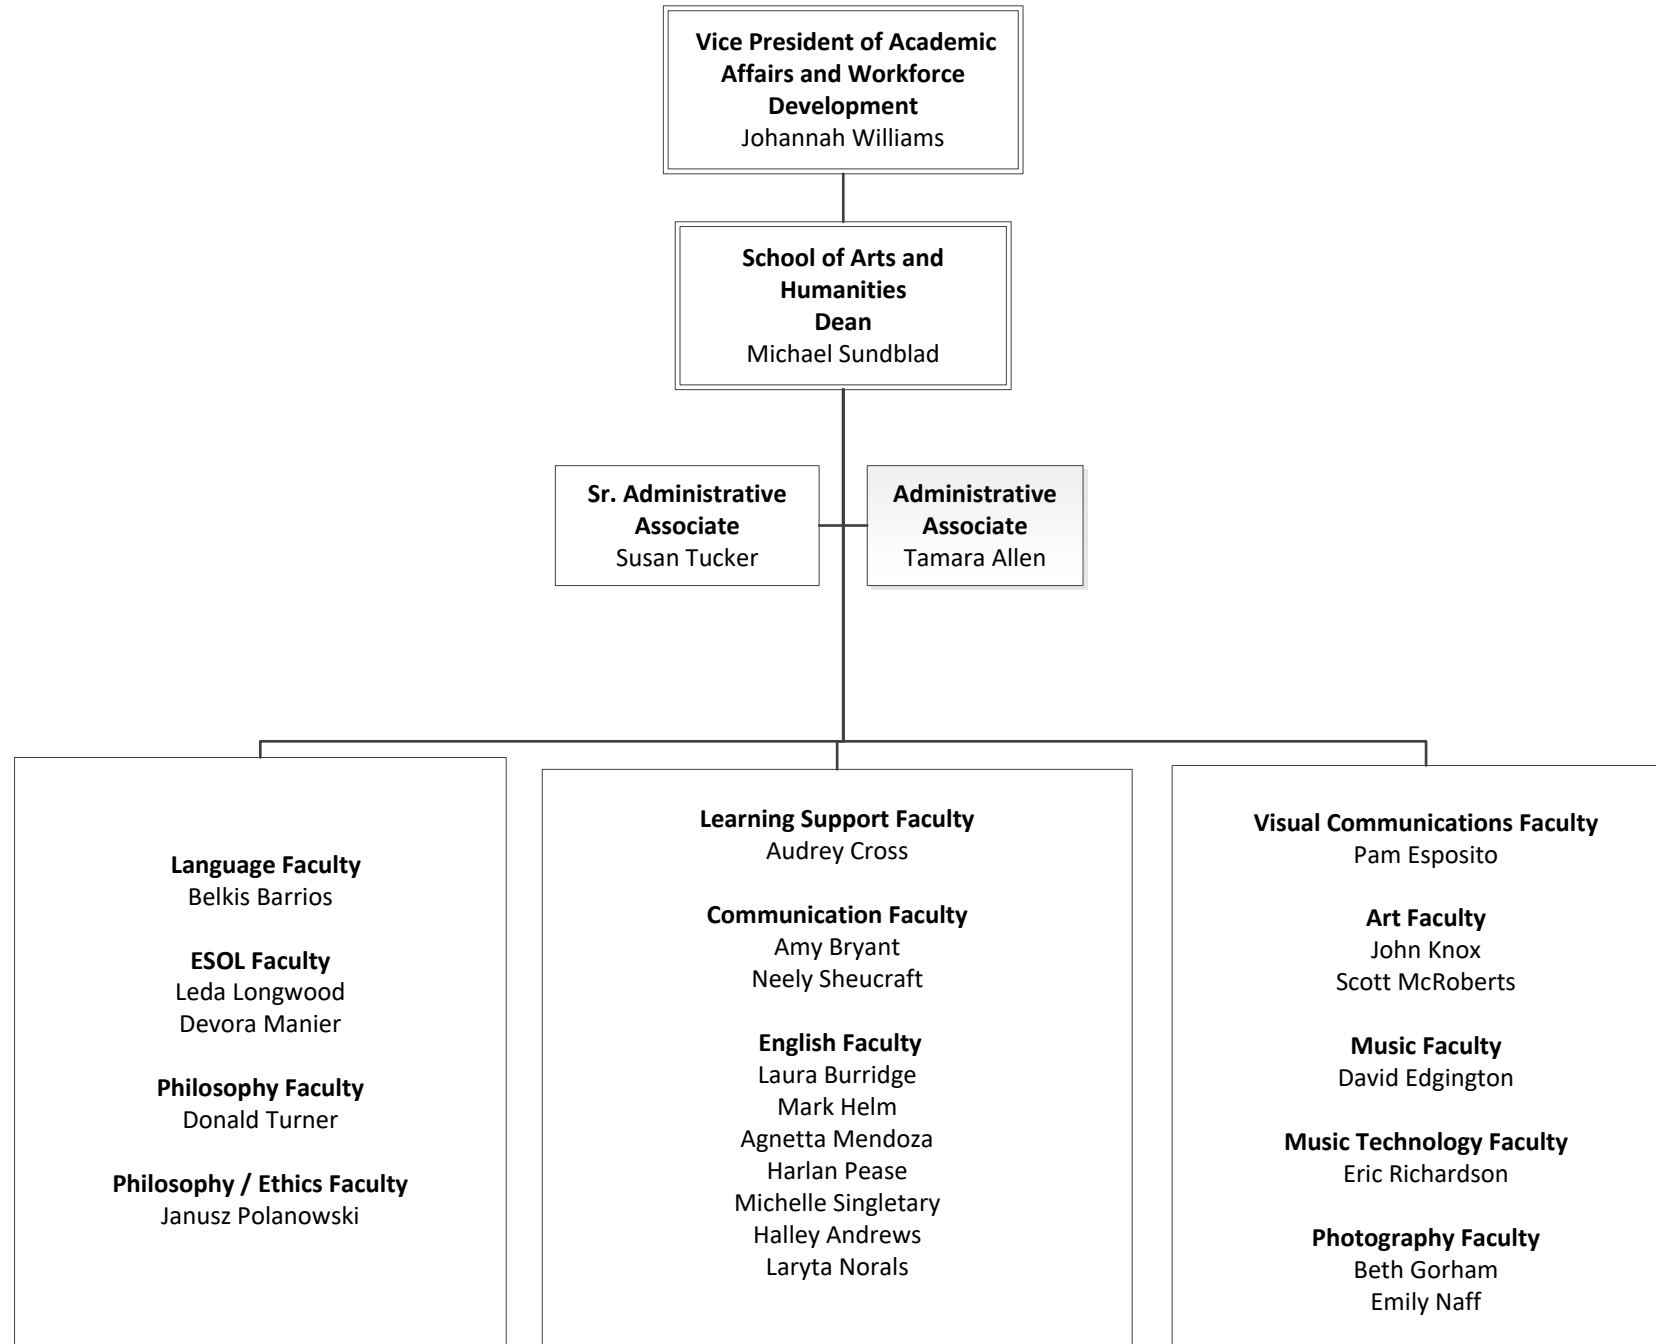 Vice President of Academic
Affairs and Workforce
Development
Johannah Williams
School of Arts and
Humanities
Dean
Michael Sundblad
Sr. Administrative
Associate
Susan Tucker
Administrative
Associate
Tamara Allen
Language Faculty
Belkis Barrios
ESOL Faculty
Leda Longwood
Devora Manier
Philosophy Faculty
Donald Turner
Philosophy / Ethics Faculty
Janusz Polanowski
Learning Support Faculty
Audrey Cross
Communication Faculty
Amy Bryant
Neely Sheucraft
English Faculty
Laura Burridge
Mark Helm
Agnetta Mendoza
Harlan Pease
Michelle Singletary
Halley Andrews
Laryta Norals
Visual Communications Faculty
Pam Esposito
Art Faculty
John Knox
Scott McRoberts
Music Faculty
David Edgington
Music Technology Faculty
Eric Richardson
Photography Faculty
Beth Gorham
Emily Naff